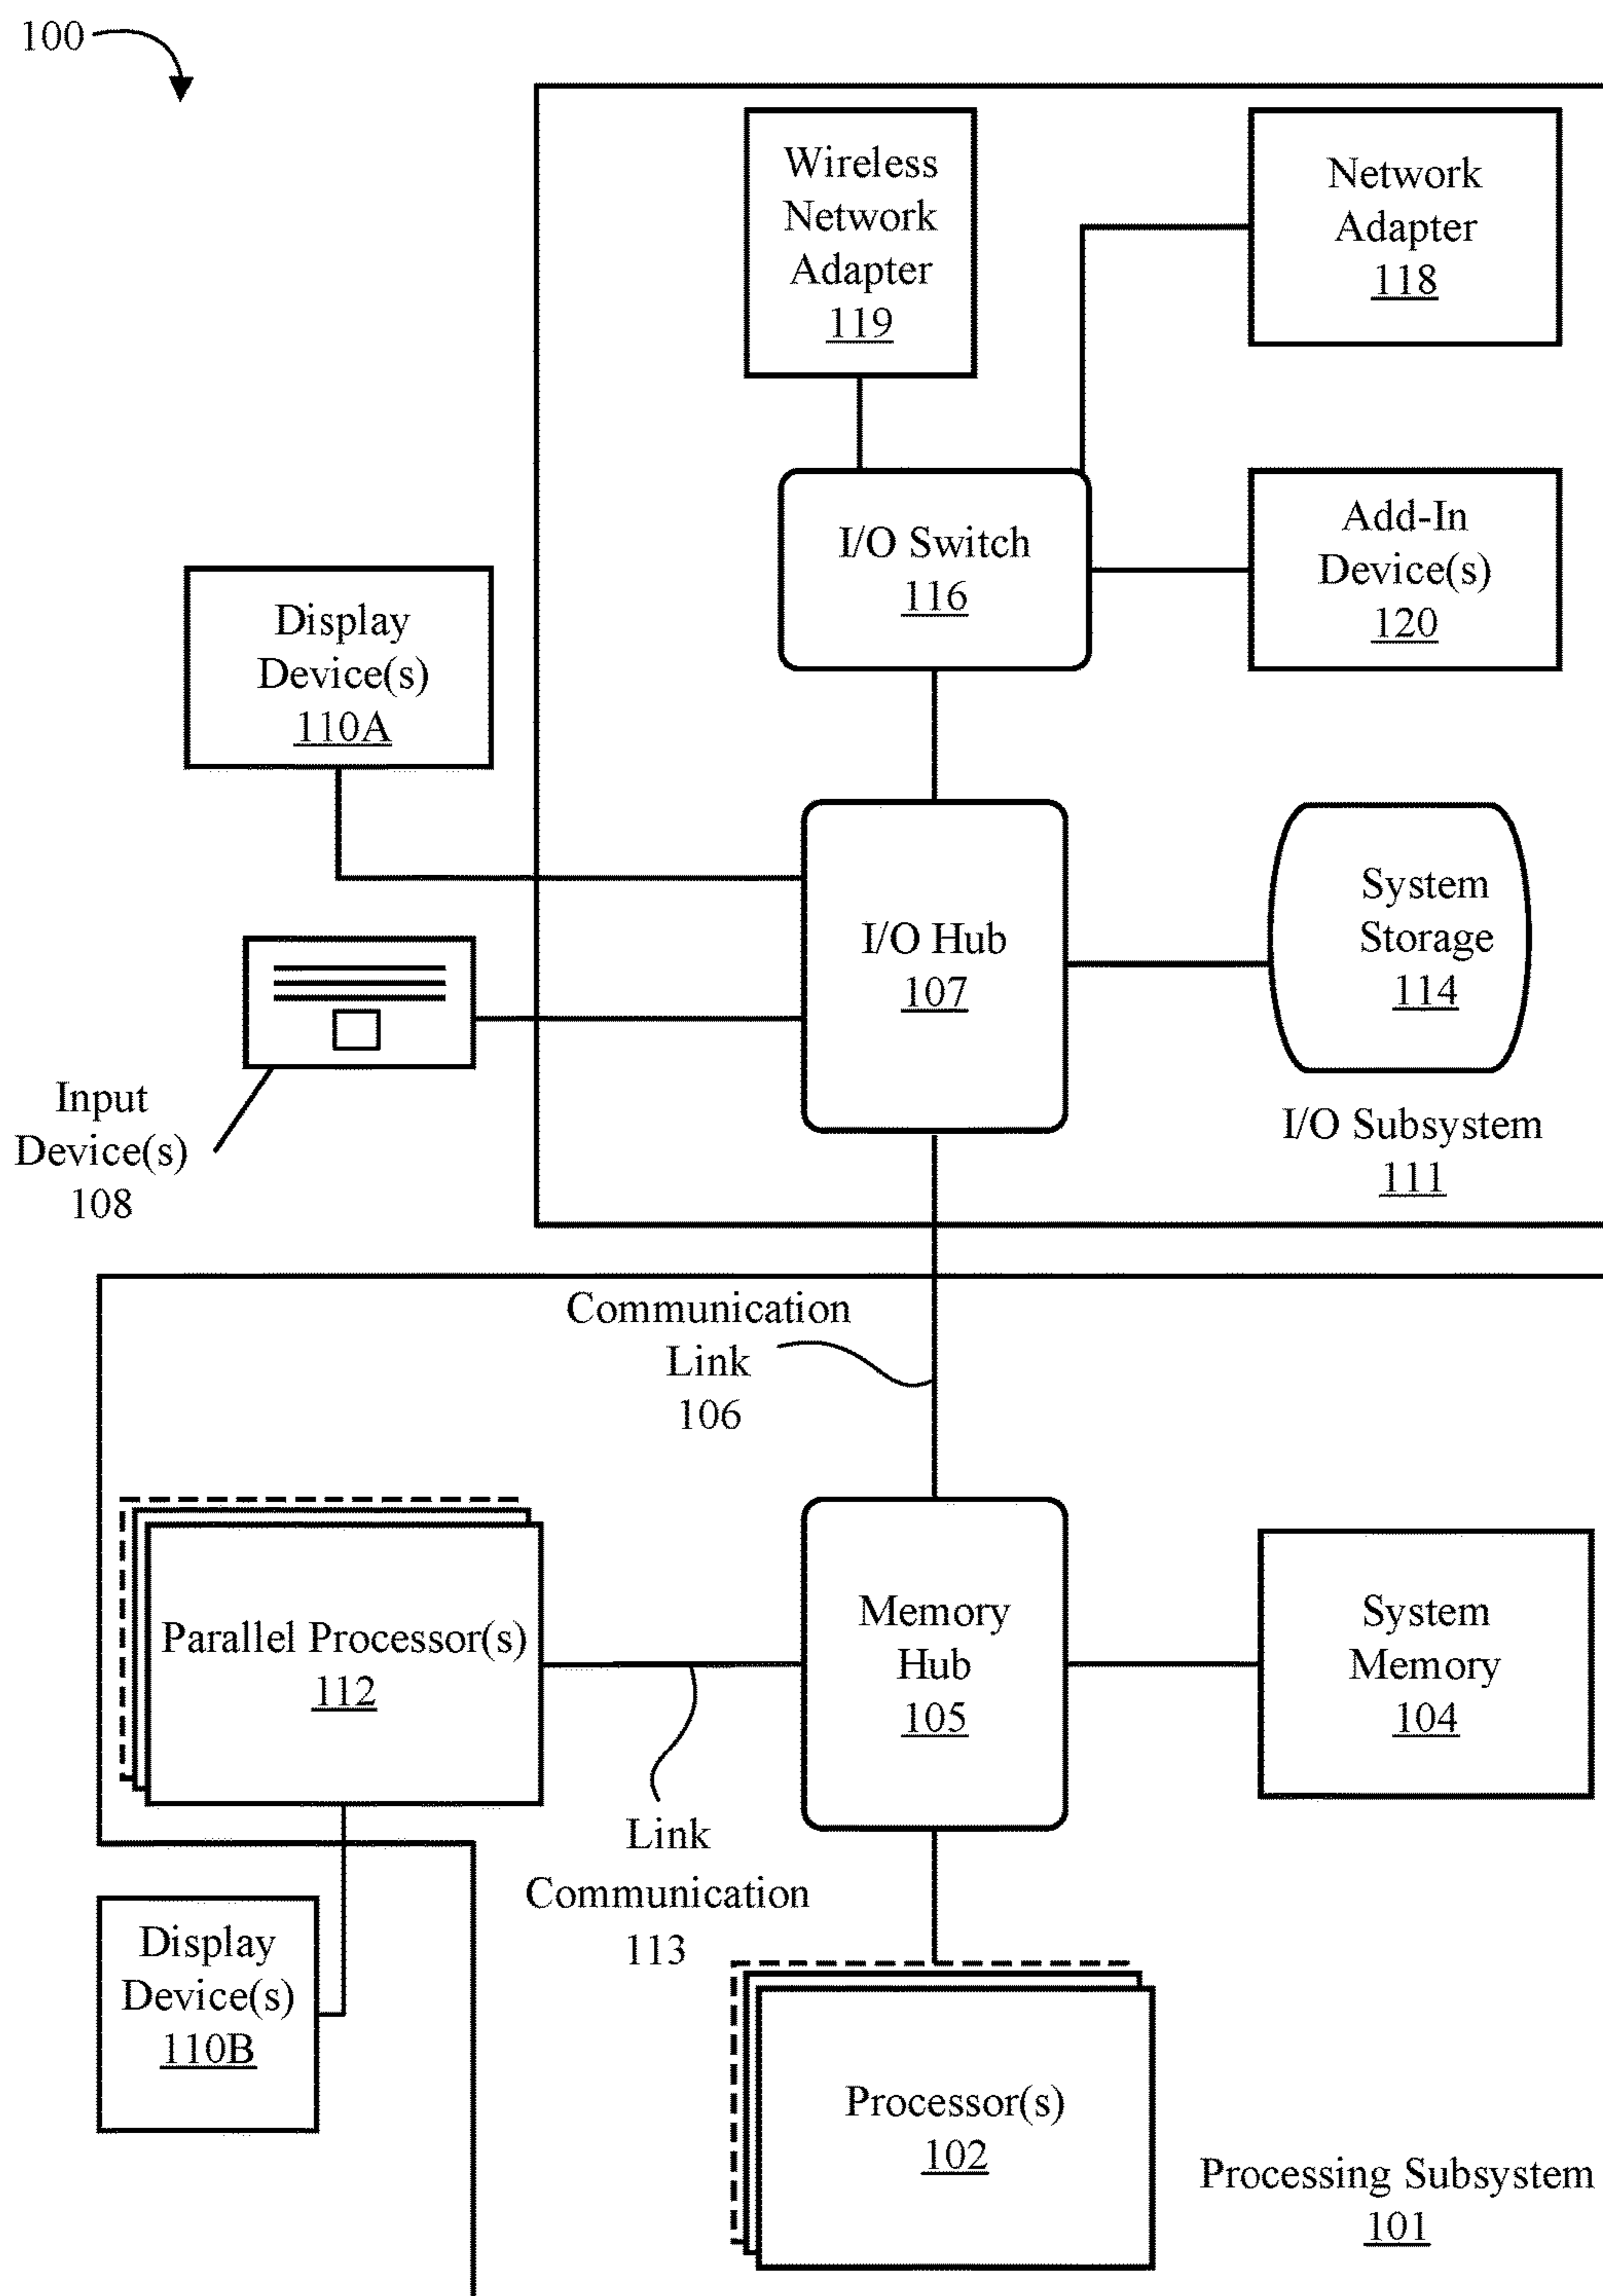 100
Wireless
Network
Adapter
119
Network
Adapter
118
I/O Switch
116
Add-In
Device(s)
120
Display
Device(s)
110A
I/O Hub
107
System
Storage
114
Input
Device(s)
108
I/O Subsystem
111
Communication
Link
106
Parallel Processor(s)
112
Memory
Hub
105
System
Memory
104
Link
Communication
113
Display
Device(s)
110B
Processor(s)
102
Processing Subsystem
101